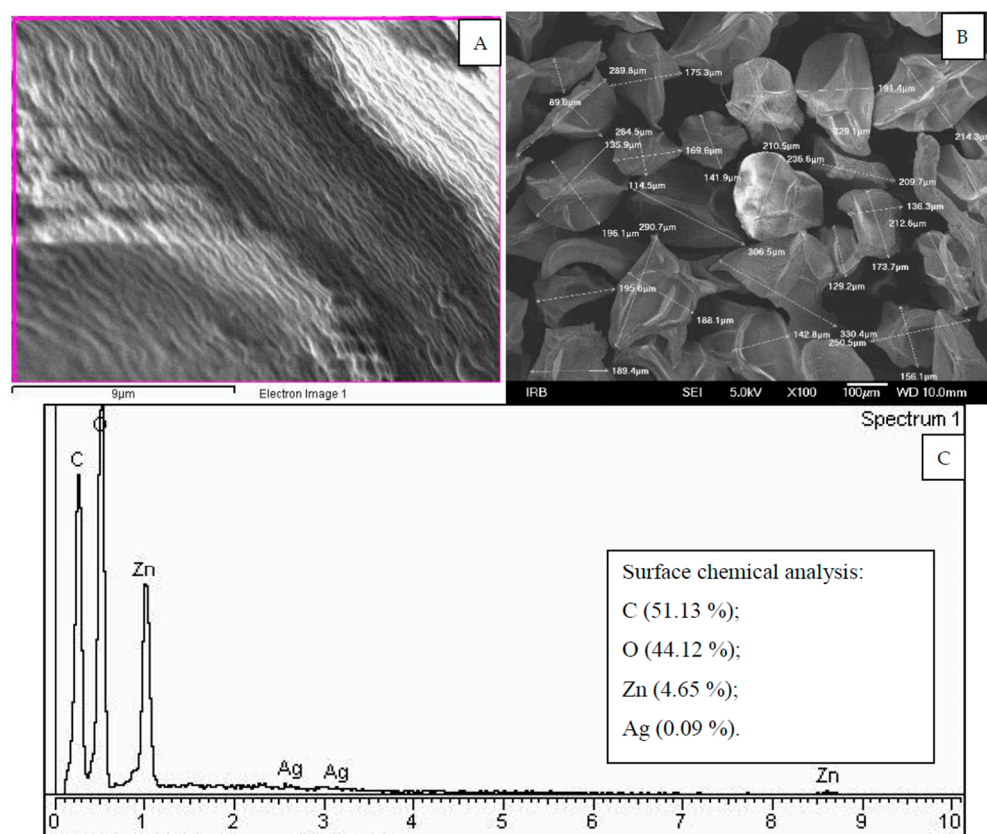 A
9µm
Electron Image 1
B
289.8µm
175.3µm
89.8µm
191.4µm
264.5µm
135.9µm
169.6µm
210.5µm
329.1µm
214.3µm
236.6µm
114.5µm
141.9µm
209.7µm
136.3µm
212.6µm
196.1µm
290.7µm
306.5µm
173.7µm
129.2µm
195.6µm
188.1µm
142.8µm
330.4µm
250.5µm
189.4µm
156.1µm
IRB SEI 5.0kV X100 100µm WD 10.0mm
Spectrum 1
C
O
C
Zn
Surface chemical analysis:
C (51.13 %);
O (44.12 %);
Zn (4.65 %);
Ag (0.09 %).
Ag
Ag
Zn
0 1 2 3 4 5 6 7 8 9 10